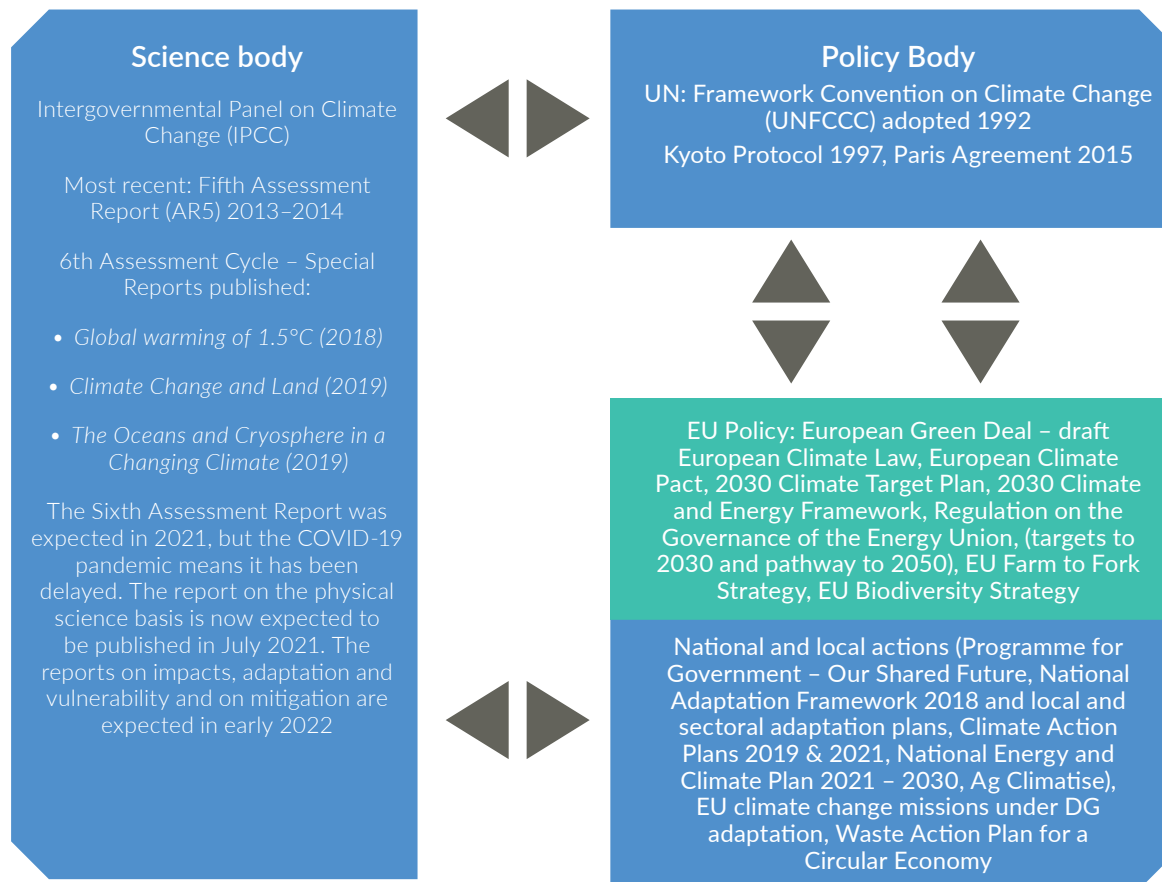 Science body
Intergovernmental Panel on Climate
Change (IPCC)
Most recent: Fifth Assessment
Report (AR5) 2013–2014
6th Assessment Cycle – Special
Reports published:
• Global warming of 1.5°C (2018)
• Climate Change and Land (2019)
• The Oceans and Cryosphere in a
Changing Climate (2019)
The Sixth Assessment Report was
expected in 2021, but the COVID-19
pandemic means it has been
delayed. The report on the physical
science basis is now expected to
be published in July 2021. The
reports on impacts, adaptation and
vulnerability and on mitigation are
expected in early 2022
Policy Body
UN: Framework Convention on Climate Change
(UNFCCC) adopted 1992
Kyoto Protocol 1997, Paris Agreement 2015
EU Policy: European Green Deal – draft
European Climate Law, European Climate
Pact, 2030 Climate Target Plan, 2030 Climate
and Energy Framework, Regulation on the
Governance of the Energy Union, (targets to
2030 and pathway to 2050), EU Farm to Fork
Strategy, EU Biodiversity Strategy
National and local actions (Programme for
Government – Our Shared Future, National
Adaptation Framework 2018 and local and
sectoral adaptation plans, Climate Action
Plans 2019 & 2021, National Energy and
Climate Plan 2021 – 2030, Ag Climatise),
EU climate change missions under DG
adaptation, Waste Action Plan for a
Circular Economy